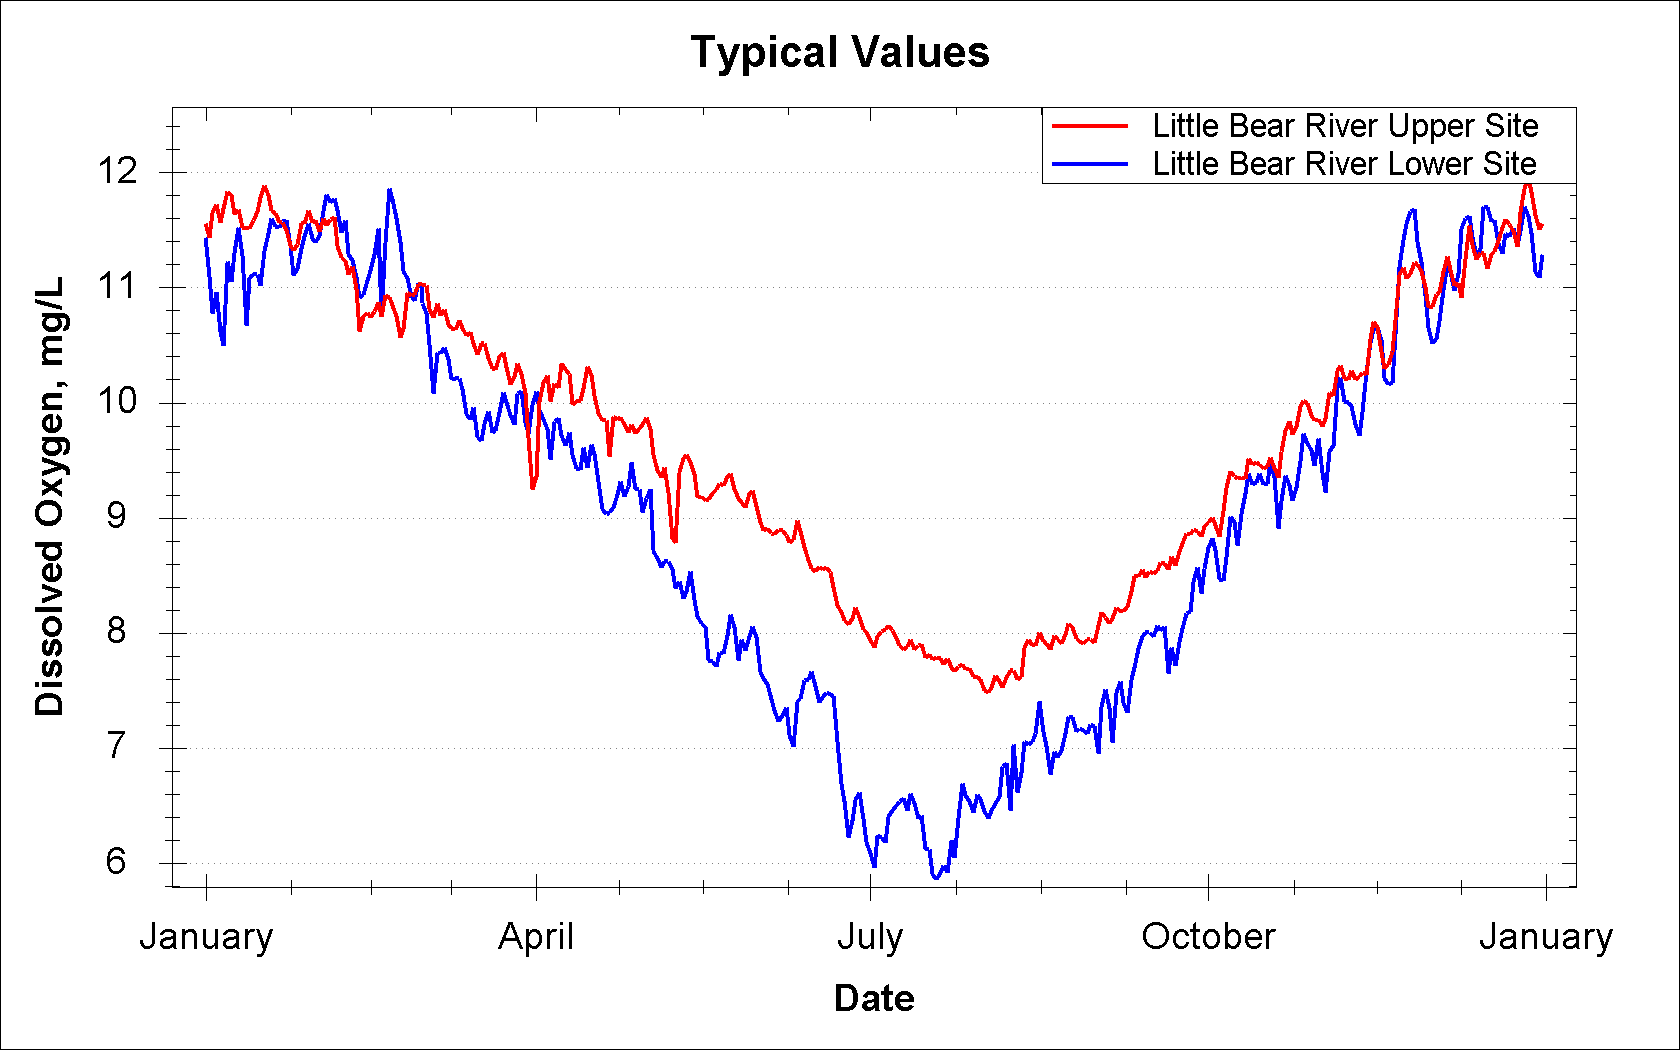 Typical Values
Little Bear River Upper Site
Little Bear River Lower Site
Dissolved Oxygen, mg/L
12
11
10
9
8
7
6
January April July October January
Date